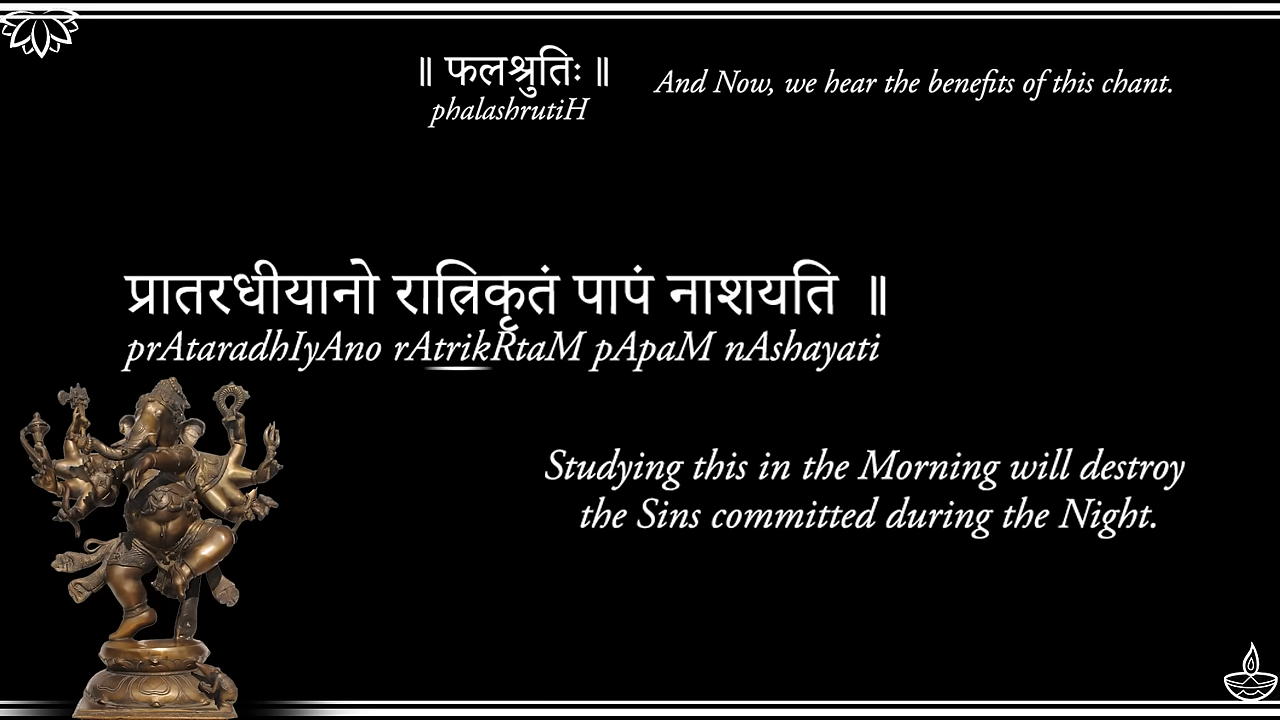 ॥ फलश्रुतिः ॥
phalashrutiH
And Now, we hear the benefits of this chant.
प्रातरधीयानो रात्रिकृतं पापं नाशयति ॥
prAtaradhIyAno rAtrikRtaM pApaM nAshayati
Studying this in the Morning will destroy
the Sins committed during the Night.